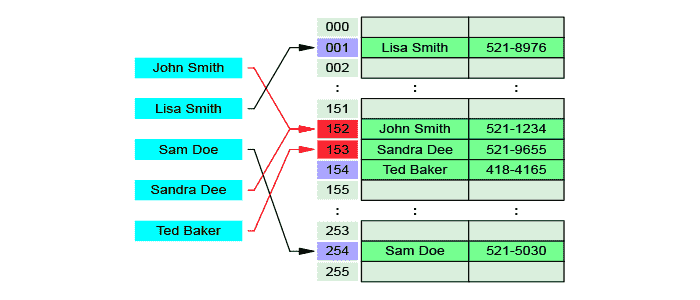 John Smith
Lisa Smith
Sam Doe
Sandra Dee
Ted Baker
000
001 Lisa Smith 521-8976
002
: : :
151
152 John Smith 521-1234
153 Sandra Dee 521-9655
154 Ted Baker 418-4165
155
: : :
253
254 Sam Doe 521-5030
255